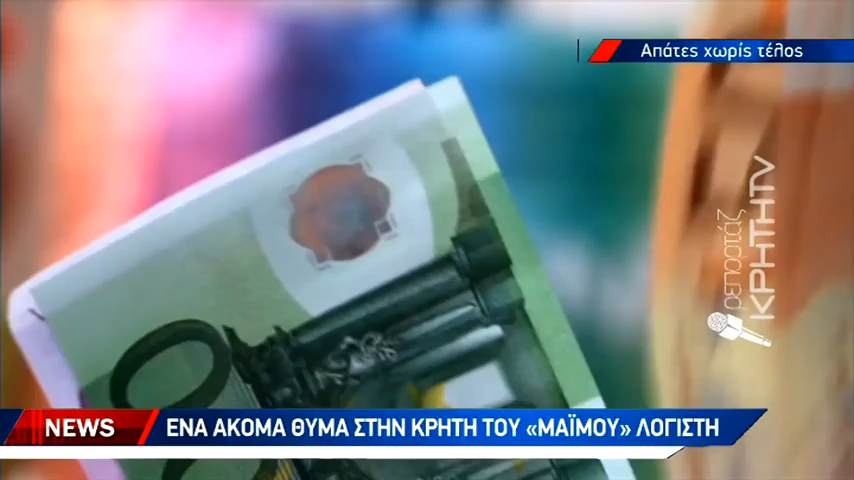 Απάτες χωρίς τέλος
ρεπορτάζ
ΚΡΗΤΗTV
NEWS
ΕΝΑ ΑΚΟΜΑ ΘΥΜΑ ΣΤΗΝ ΚΡΗΤΗ ΤΟΥ «ΜΑΪΜΟΥ» ΛΟΓΙΣΤΗ